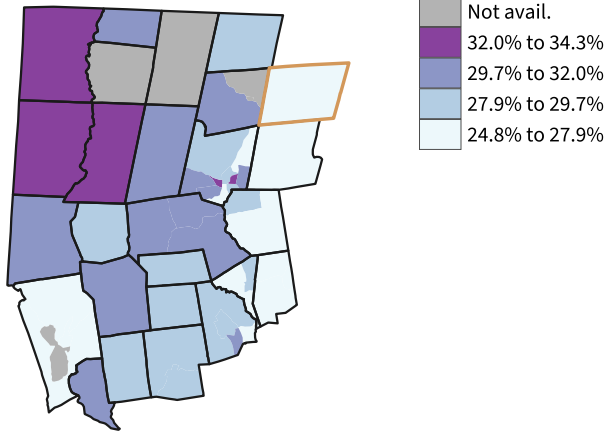 Not avail.
32.0% to 34.3%
29.7% to 32.0%
27.9% to 29.7%
24.8% to 27.9%